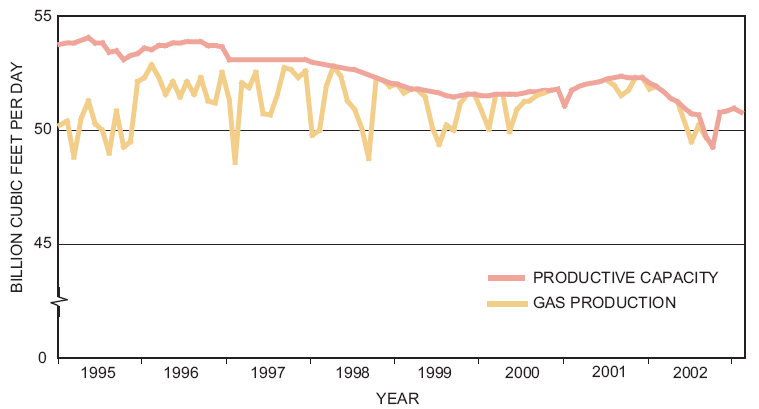 BILLION CUBIC FEET PER DAY
55
50
45
0
PRODUCTIVE CAPACITY
GAS PRODUCTION
1995 1996 1997 1998 1999 2000 2001 2002
YEAR